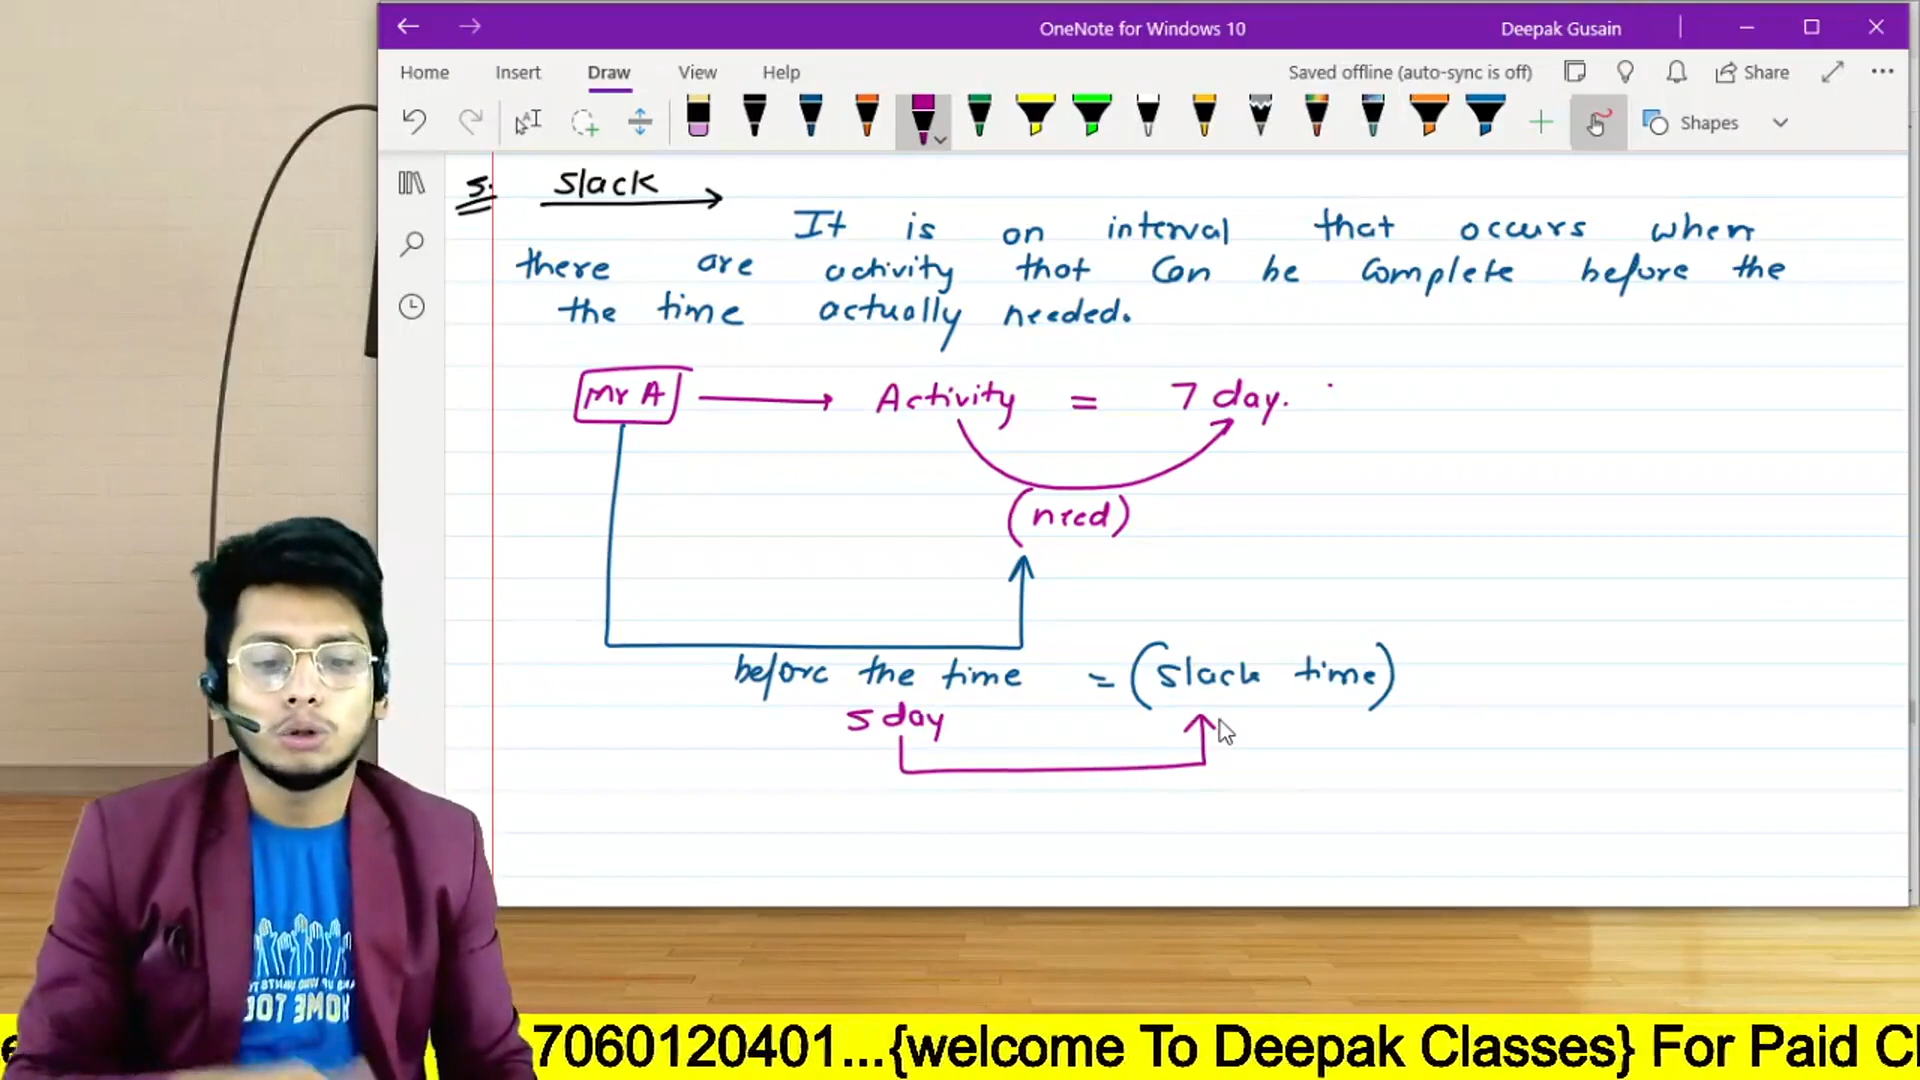 OneNote for Windows 10
Deepak Gusain
Home Insert Draw View Help
Saved offline (auto-sync is off)
Share
Shapes
5. Slack
It is on interval that occurs when
there are activity that Can be Complete before the
the time actually needed.
Mr A Activity = 7 day.
(need)
before the time = (Slack time)
5 day
7060120401...{welcome To Deepak Classes} For Paid Cl